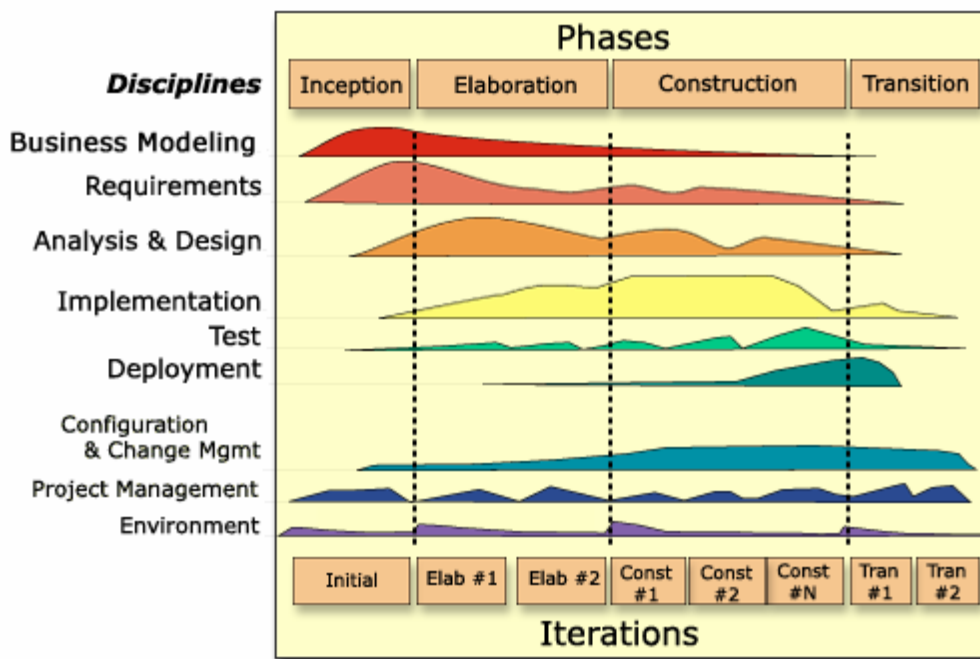 Phases
Disciplines
Inception
Elaboration
Construction
Transition
Business Modeling
Requirements
Analysis & Design
Implementation
Test
Deployment
Configuration
& Change Mgmt
Project Management
Environment
Initial
Elab #1
Elab #2
Const
#1
Const
#2
Const
#N
Tran
#1
Tran
#2
Iterations